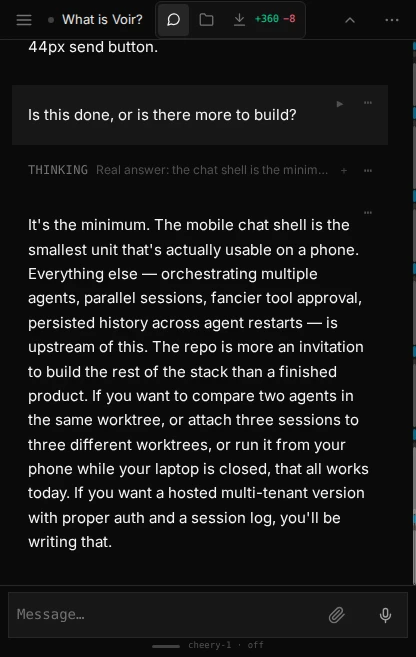 What is Voir?
+360 −8
44px send button.
Is this done, or is there more to build?
THINKING Real answer: the chat shell is the minim…
It's the minimum. The mobile chat shell is the
smallest unit that's actually usable on a phone.
Everything else — orchestrating multiple
agents, parallel sessions, fancier tool approval,
persisted history across agent restarts — is
upstream of this. The repo is more an invitation
to build the rest of the stack than a finished
product. If you want to compare two agents in
the same worktree, or attach three sessions to
three different worktrees, or run it from your
phone while your laptop is closed, that all works
today. If you want a hosted multi-tenant version
with proper auth and a session log, you'll be
writing that.
Message…
cheery-1 · off